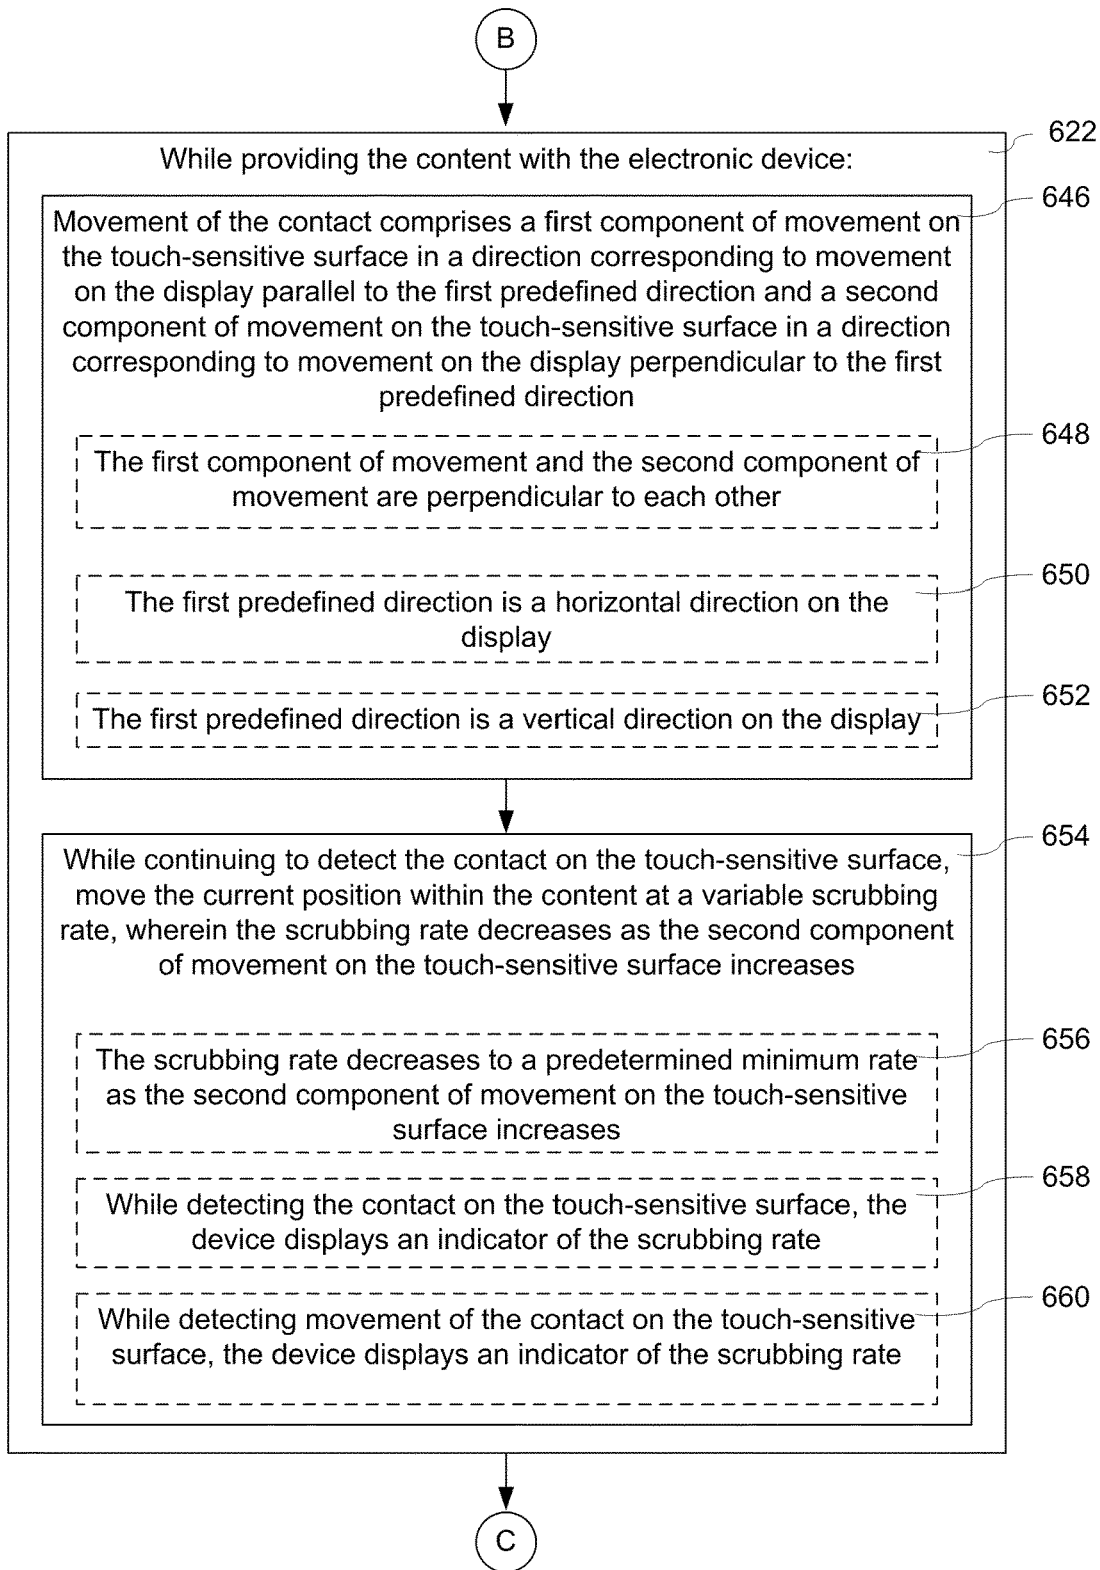 B
622
While providing the content with the electronic device:
646
Movement of the contact comprises a first component of movement on
the touch-sensitive surface in a direction corresponding to movement
on the display parallel to the first predefined direction and a second
component of movement on the touch-sensitive surface in a direction
corresponding to movement on the display perpendicular to the first
predefined direction
648
The first component of movement and the second component of
movement are perpendicular to each other
650
The first predefined direction is a horizontal direction on the
display
652
The first predefined direction is a vertical direction on the display
654
While continuing to detect the contact on the touch-sensitive surface,
move the current position within the content at a variable scrubbing
rate, wherein the scrubbing rate decreases as the second component
of movement on the touch-sensitive surface increases
656
The scrubbing rate decreases to a predetermined minimum rate
as the second component of movement on the touch-sensitive
surface increases
658
While detecting the contact on the touch-sensitive surface, the
device displays an indicator of the scrubbing rate
660
While detecting movement of the contact on the touch-sensitive
surface, the device displays an indicator of the scrubbing rate
C